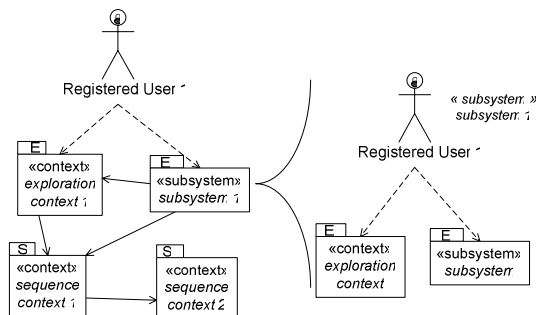 Registered User 1
E
«context»
exploration
context 1
E
«subsystem»
subsystem 1
S
«context»
sequence
context 1
S
«context»
sequence
context 2
« subsystem »
subsystem 1
Registered User 1
E
«context»
exploration
context
E
«subsystem»
subsystem